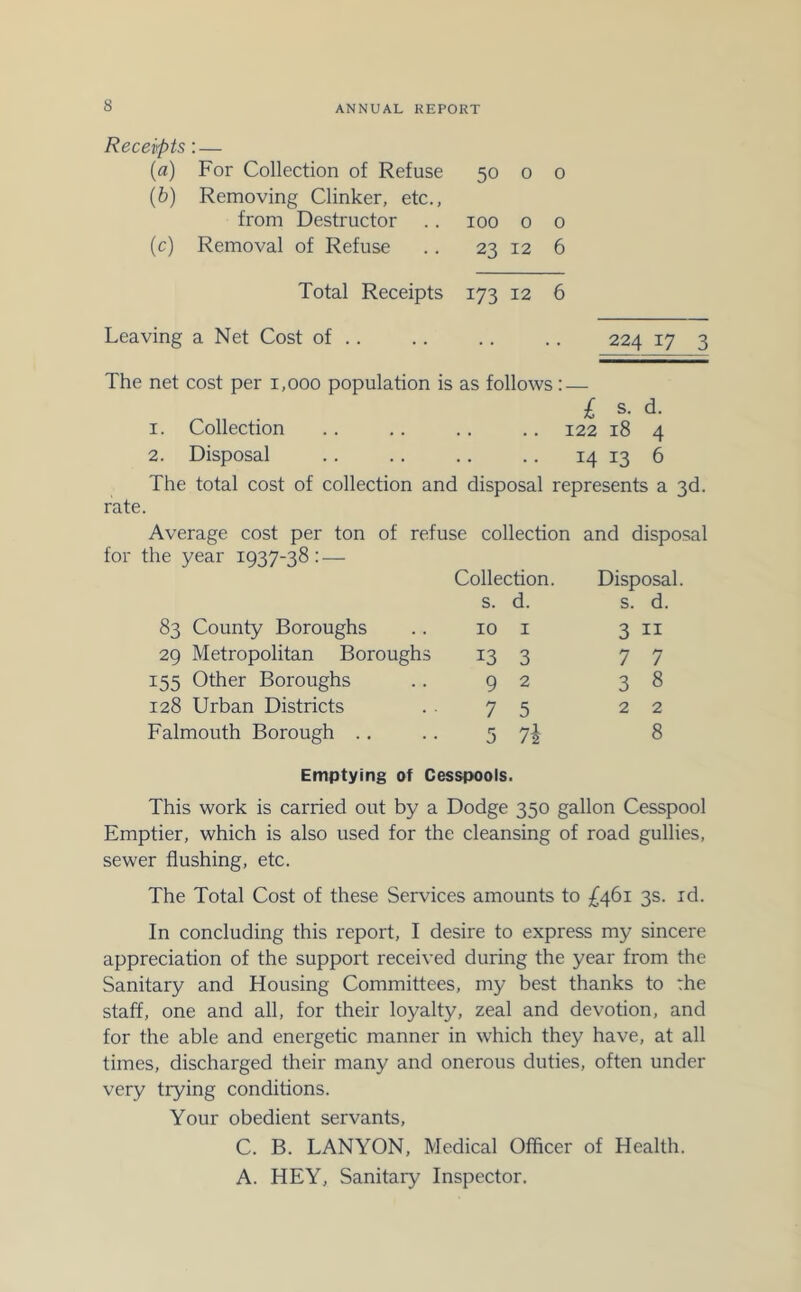 8 ANNUAL REPORT
Receipts :—
(a) For Collection of Refuse 50 0 0
(b) Removing Clinker, etc.,
from Destructor . . 100 0 0
(c) Removal of Refuse . . 23 12 6
Total Receipts 173 12 6
Leaving a Net Cost of . . . . . . . . 224 17 3
The net cost per 1,000 population is as follows :—
£ s. d.
1. Collection . . . . . . . . 122 18 4
2. Disposal . . . . . . . . 14 13 6
The total cost of collection and disposal represents a 3d.
rate.
Average cost per ton of refuse collection and disposal
for the year 1937-38 :—
Collection. Disposal.
s. d. s. d.
83 County Boroughs . . 10 1 3 11
29 Metropolitan Boroughs 13 3 7 7
155 Other Boroughs . . 9 2 3 8
128 Urban Districts . . 7 5 2 2
Falmouth Borough . . . . 5 7½ 8
Emptying of Cesspools.
This work is carried out by a Dodge 350 gallon Cesspool
Emptier, which is also used for the cleansing of road gullies,
sewer flushing, etc.
The Total Cost of these Services amounts to £461 3s. 1d.
In concluding this report, I desire to express my sincere
appreciation of the support received during the year from the
Sanitary and Housing Committees, my best thanks to the
staff, one and all, for their loyalty, zeal and devotion, and
for the able and energetic manner in which they have, at all
times, discharged their many and onerous duties, often under
very trying conditions.
Your obedient servants,
C. B. LANYON, Medical Officer of Health.
A. HEY, Sanitary Inspector.